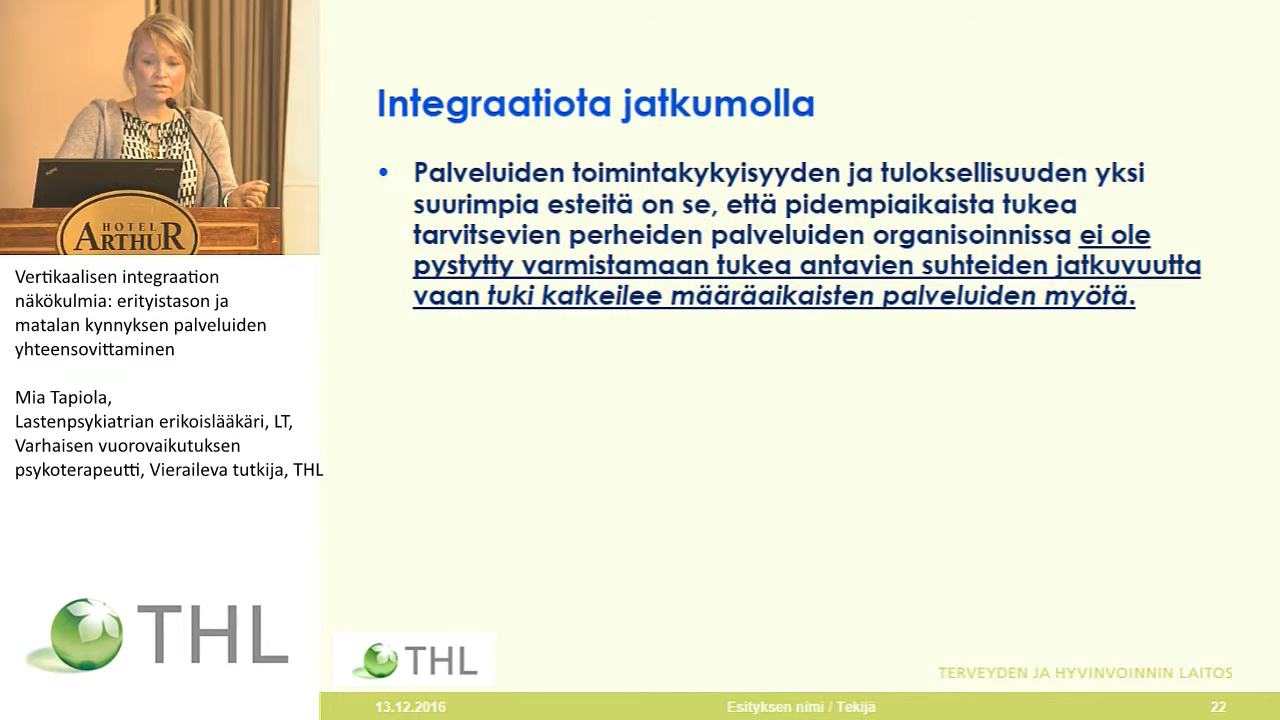 HOTEL
ARTHUR
Vertikaalisen integraation
näkökulmia: erityistason ja
matalan kynnyksen palveluiden
yhteensovittaminen
Mia Tapiola,
Lastenpsykiatrian erikoislääkäri, LT,
Varhaisen vuorovaikutuksen
psykoterapeutti, Vieraileva tutkija, THL
THL
Integraatiota jatkumolla
• Palveluiden toimintakykyisyyden ja tuloksellisuuden yksi
suurimpia esteitä on se, että pidempiaikaista tukea
tarvitsevien perheiden palveluiden organisoinnissa ei ole
pystytty varmistamaan tukea antavien suhteiden jatkuvuutta
vaan tuki katkeilee määräaikaisten palveluiden myötä.
THL
TERVEYDEN JA HYVINVOINNIN LAITOS
13.12.2016
Esityksen nimi / Tekijä
22